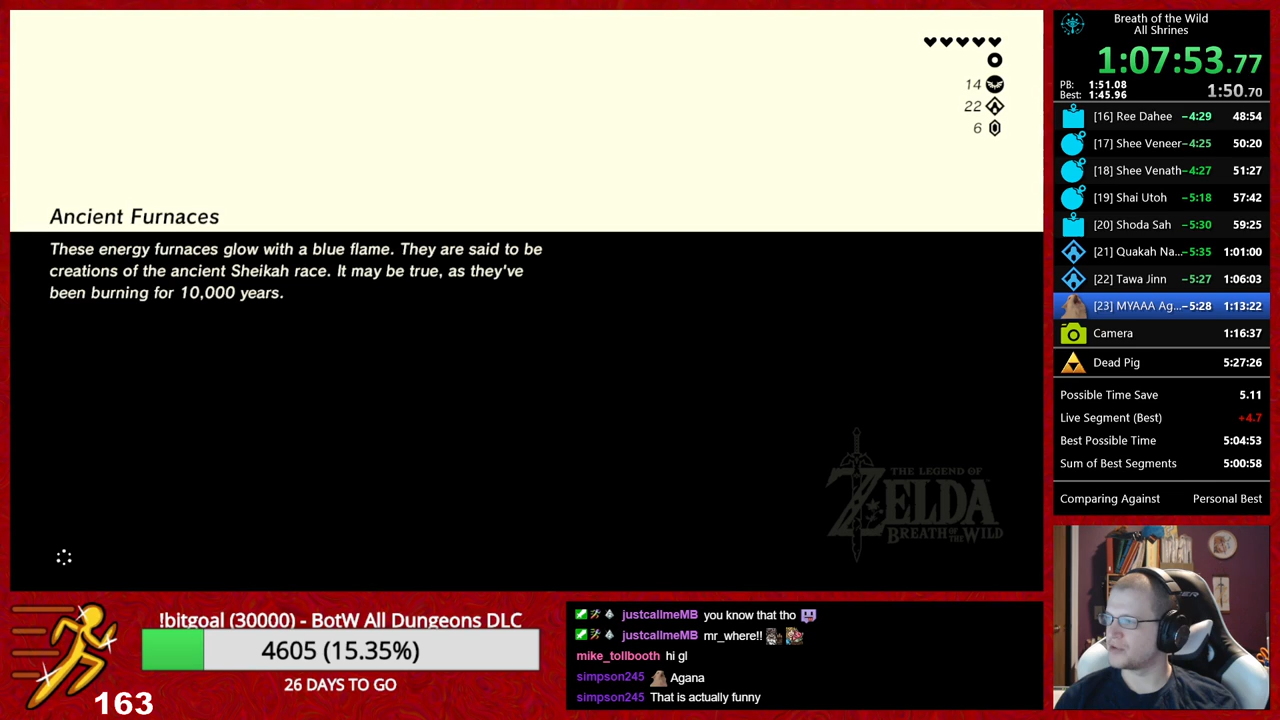 14
22
6
Ancient Furnaces
These energy furnaces glow with a blue flame. They are said to be
creations of the ancient Sheikah race. It may be true, as they've
been burning for 10,000 years.
THE LEGEND OF
ZELDA
BREATH OF THE WILD
Breath of the Wild
All Shrines
1:07:53.77
PB: 1:51.08
Best: 1:45.96
1:50.70
[16] Ree Dahee -4:29 48:54
[17] Shee Veneer -4:25 50:20
[18] Shee Venath -4:27 51:27
[19] Shai Utoh -5:18 57:42
[20] Shoda Sah -5:30 59:25
[21] Quakah Na... -5:35 1:01:00
[22] Tawa Jinn -5:27 1:06:03
[23] MYAAA Ag... -5:28 1:13:22
Camera 1:16:37
Dead Pig 5:27:26
Possible Time Save 5.11
Live Segment (Best) +4.7
Best Possible Time 5:04:53
Sum of Best Segments 5:00:58
Comparing Against Personal Best
163
!bitgoal (30000) - BotW All Dungeons DLC
4605 (15.35%)
26 DAYS TO GO
justcallmeMB you know that tho
justcallmeMB mr_where!!
mike_tollbooth hi gl
simpson245 Agana
simpson245 That is actually funny